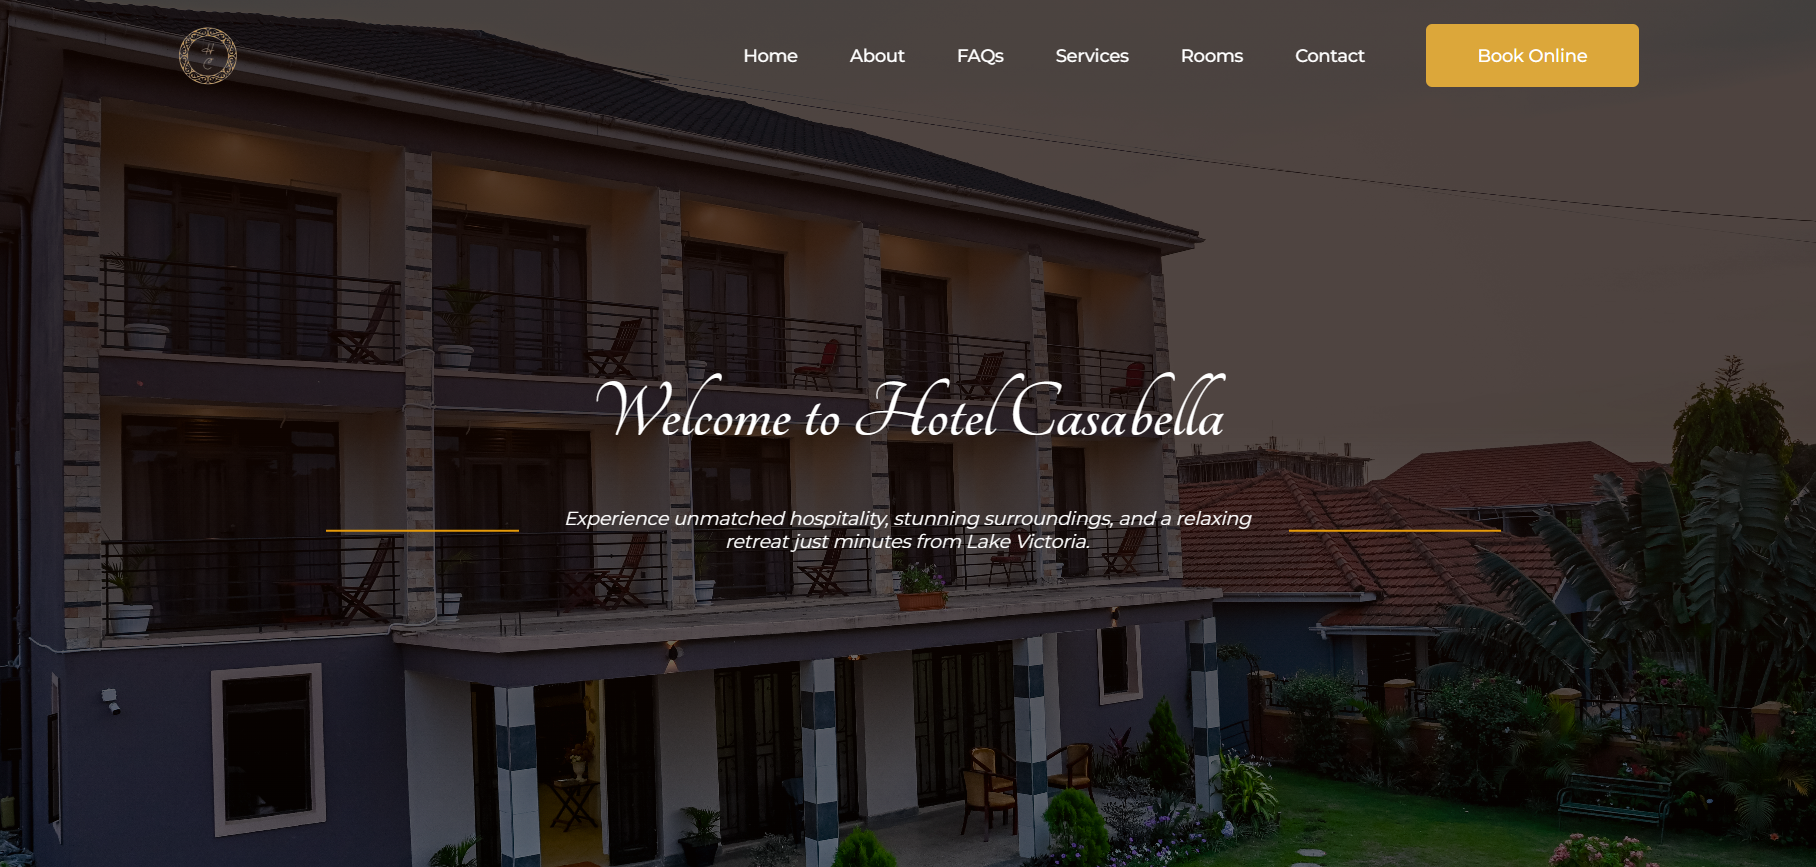 H
C
Home About FAQs Services Rooms Contact Book Online
Welcome to Hotel Casabella
Experience unmatched hospitality, stunning surroundings, and a relaxing
retreat just minutes from Lake Victoria.